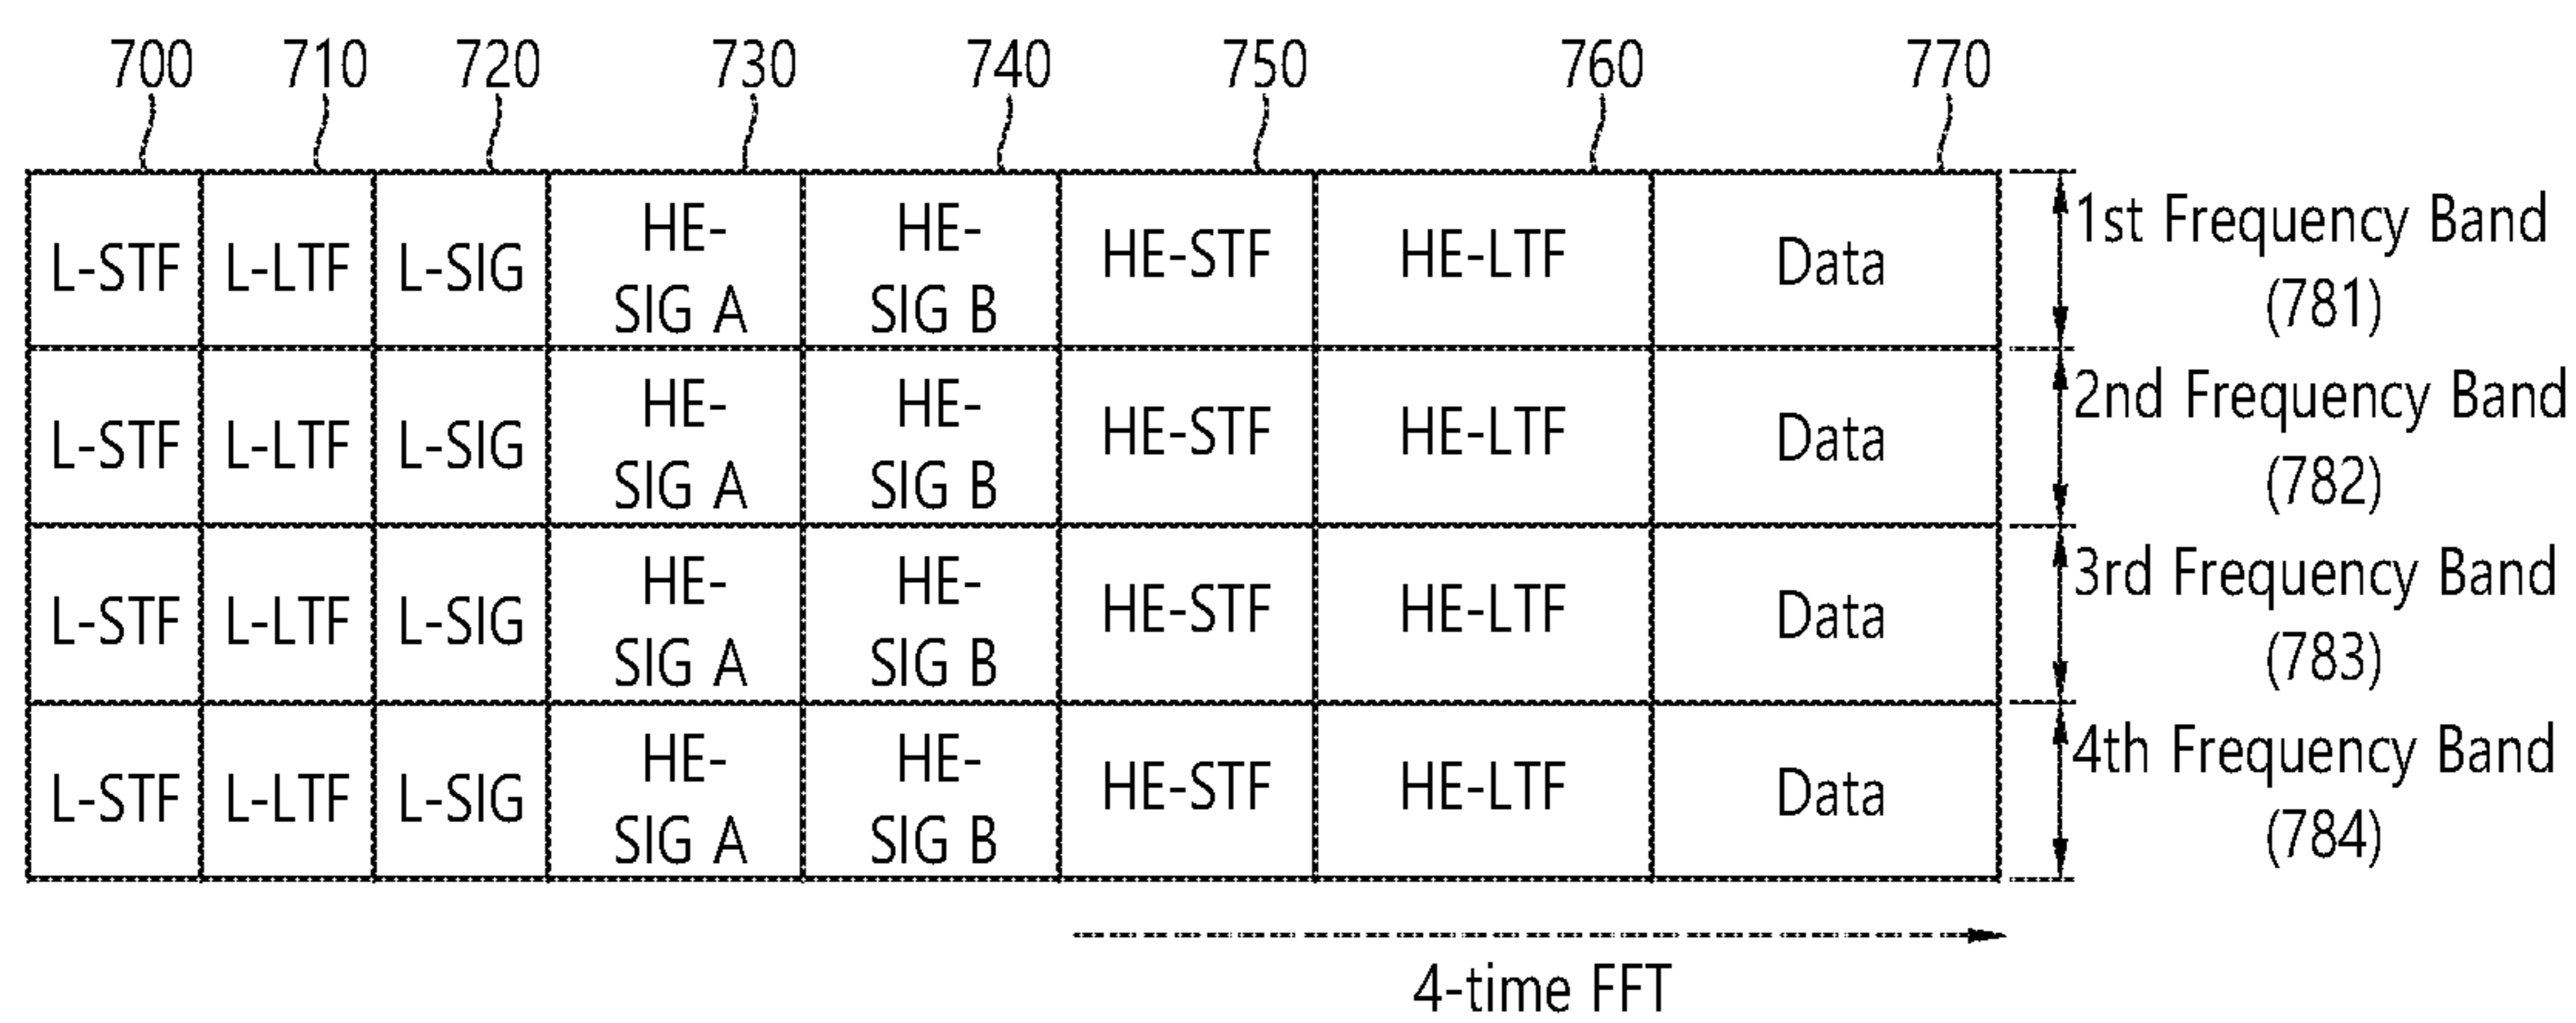 700 710 720 730 740 750 760 770
L-STF L-LTF L-SIG HE-SIG A HE-SIG B HE-STF HE-LTF Data 1st Frequency Band (781)
L-STF L-LTF L-SIG HE-SIG A HE-SIG B HE-STF HE-LTF Data 2nd Frequency Band (782)
L-STF L-LTF L-SIG HE-SIG A HE-SIG B HE-STF HE-LTF Data 3rd Frequency Band (783)
L-STF L-LTF L-SIG HE-SIG A HE-SIG B HE-STF HE-LTF Data 4th Frequency Band (784)
4-time FFT